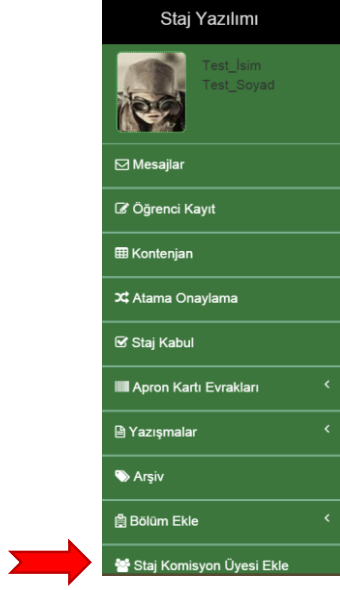 Staj Yazılımı
Test_İsim
Test_Soyad
Mesajlar
Öğrenci Kayıt
Kontenjan
Atama Onaylama
Staj Kabul
Apron Kartı Evrakları
Yazışmalar
Arşiv
Bölüm Ekle
Staj Komisyon Üyesi Ekle